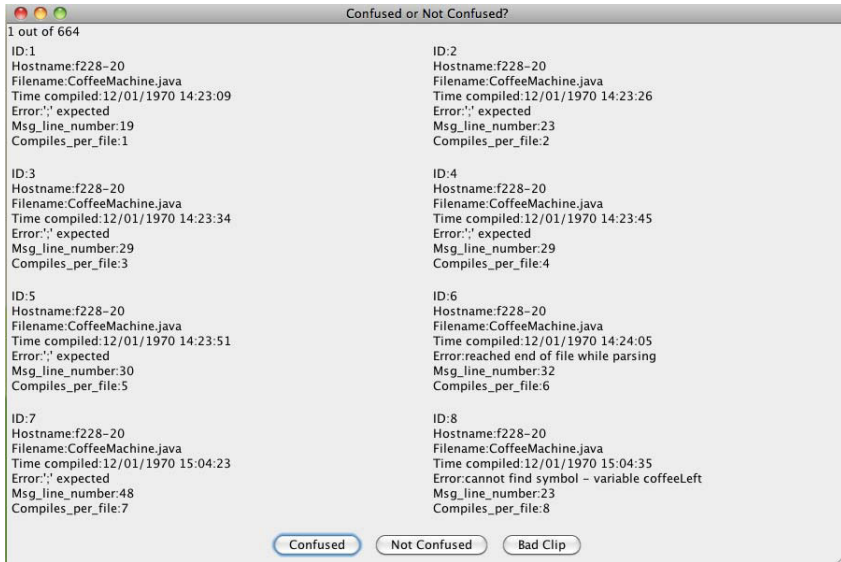 Confused or Not Confused?
1 out of 664
ID:1
Hostname:f228-20
Filename:CoffeeMachine.java
Time compiled:12/01/1970 14:23:09
Error:';' expected
Msg_line_number:19
Compiles_per_file:1
ID:2
Hostname:f228-20
Filename:CoffeeMachine.java
Time compiled:12/01/1970 14:23:26
Error:';' expected
Msg_line_number:23
Compiles_per_file:2
ID:3
Hostname:f228-20
Filename:CoffeeMachine.java
Time compiled:12/01/1970 14:23:34
Error:';' expected
Msg_line_number:29
Compiles_per_file:3
ID:4
Hostname:f228-20
Filename:CoffeeMachine.java
Time compiled:12/01/1970 14:23:45
Error:';' expected
Msg_line_number:29
Compiles_per_file:4
ID:5
Hostname:f228-20
Filename:CoffeeMachine.java
Time compiled:12/01/1970 14:23:51
Error:';' expected
Msg_line_number:30
Compiles_per_file:5
ID:6
Hostname:f228-20
Filename:CoffeeMachine.java
Time compiled:12/01/1970 14:24:05
Error:reached end of file while parsing
Msg_line_number:32
Compiles_per_file:6
ID:7
Hostname:f228-20
Filename:CoffeeMachine.java
Time compiled:12/01/1970 15:04:23
Error:';' expected
Msg_line_number:48
Compiles_per_file:7
ID:8
Hostname:f228-20
Filename:CoffeeMachine.java
Time compiled:12/01/1970 15:04:35
Error:cannot find symbol - variable coffeeLeft
Msg_line_number:23
Compiles_per_file:8
Confused Not Confused Bad Clip